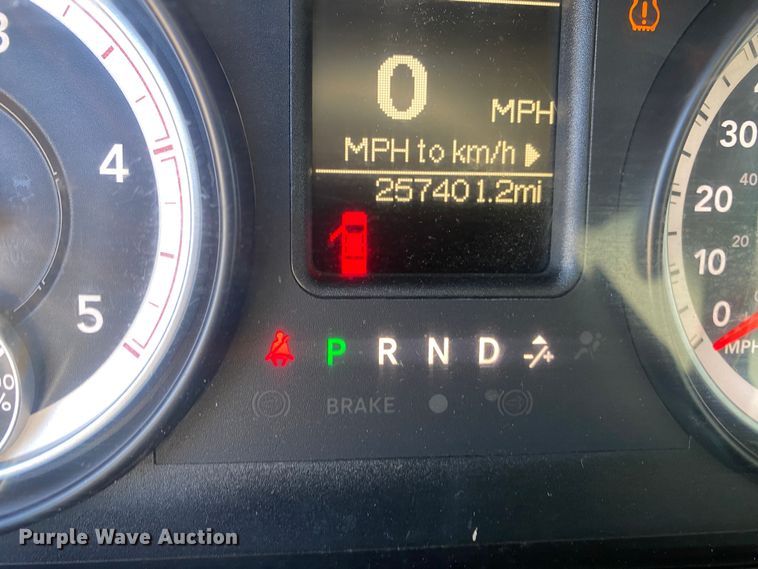 3
4
5
00
%
0
MPH
MPH to km/h
257401.2mi
P R N D -/+
BRAKE
30
40
20
20
10
0
MPH
Purple Wave Auction